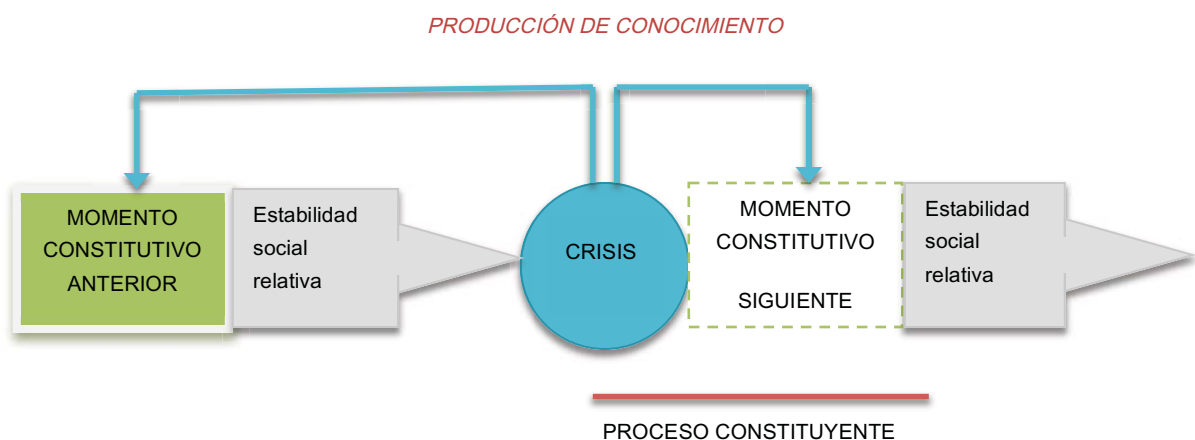 PRODUCCIÓN DE CONOCIMIENTO
MOMENTO
CONSTITUTIVO
ANTERIOR
Estabilidad
social
relativa
CRISIS
MOMENTO
CONSTITUTIVO
SIGUIENTE
Estabilidad
social
relativa
PROCESO CONSTITUYENTE